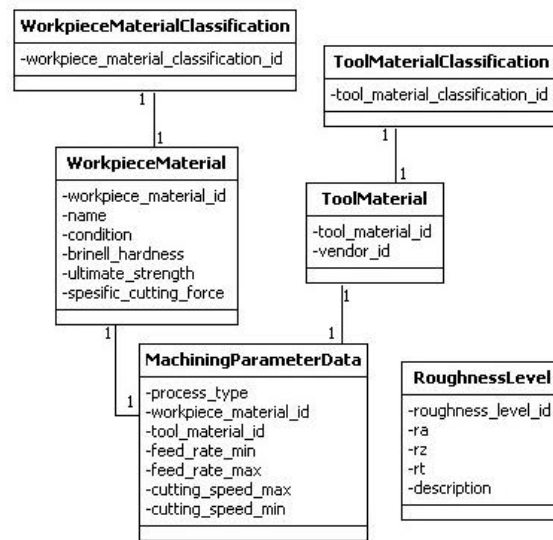 WorkpieceMaterialClassification
-workpiece_material_classification_id
ToolMaterialClassification
-tool_material_classification_id
1
1
1
1
WorkpieceMaterial
-workpiece_material_id
-name
-condition
-brinell_hardness
-ultimate_strength
-spesific_cutting_force
ToolMaterial
-tool_material_id
-vendor_id
1
1
1
1
MachiningParameterData
-process_type
-workpiece_material_id
-tool_material_id
-feed_rate_min
-feed_rate_max
-cutting_speed_max
-cutting_speed_min
RoughnessLevel
-roughness_level_id
-ra
-rz
-rt
-description